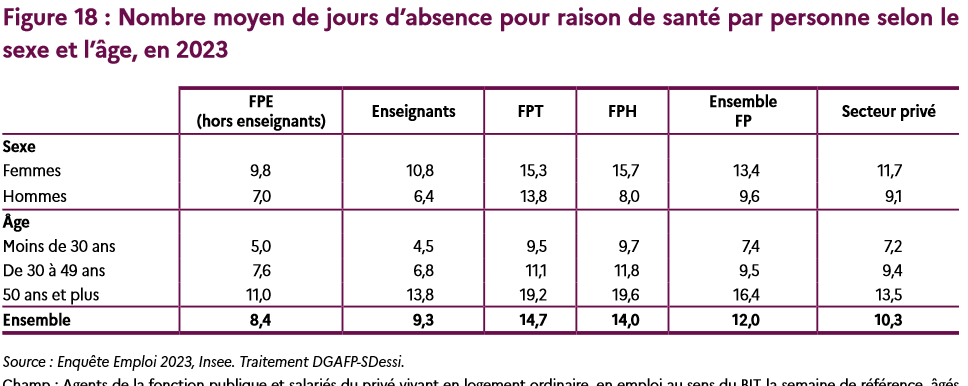 Figure 18 : Nombre moyen de jours d’absence pour raison de santé par personne selon le
sexe et l’âge, en 2023
FPE (hors enseignants) Enseignants FPT FPH Ensemble FP Secteur privé
Sexe
Femmes 9,8 10,8 15,3 15,7 13,4 11,7
Hommes 7,0 6,4 13,8 8,0 9,6 9,1
Âge
Moins de 30 ans 5,0 4,5 9,5 9,7 7,4 7,2
De 30 à 49 ans 7,6 6,8 11,1 11,8 9,5 9,4
50 ans et plus 11,0 13,8 19,2 19,6 16,4 13,5
Ensemble 8,4 9,3 14,7 14,0 12,0 10,3
Source : Enquête Emploi 2023, Insee. Traitement DGAFP-SDessi.
Champ : Agents de la fonction publique et salariés du privé vivant en logement ordinaire, en emploi au sens du BIT la semaine de référence, âgés